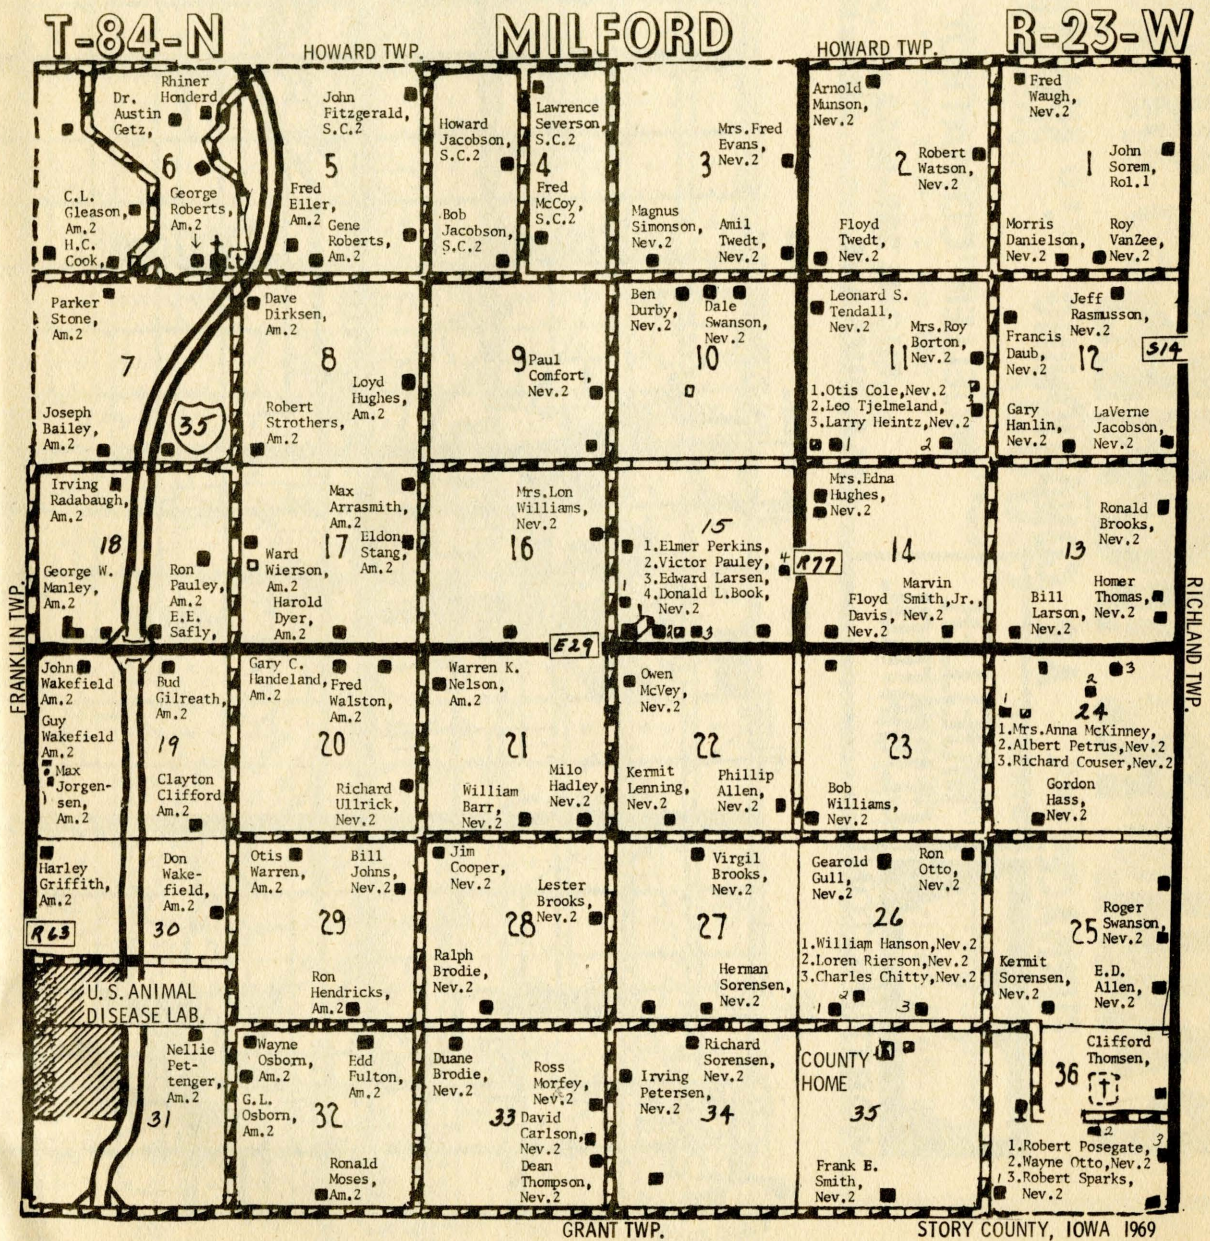 T-84-N
MILFORD
R-23-W
HOWARD TWP.
HOWARD TWP.
Rhiner
Honderd
Dr.
Austin
Getz,
6
C.L.
Gleason,
Am.2
H.C.
Cook,
George
Roberts,
Am.2
John
Fitzgerald,
S.C.2
5
Fred
Eller,
Am.2
Gene
Roberts,
Am.2
Howard
Jacobson,
S.C.2
Bob
Jacobson,
S.C.2
Lawrence
Severson,
S.C.2
4
Fred
McCoy,
S.C.2
Mrs.Fred
Evans,
Nev.2
3
Magnus
Simonson,
Nev.2
Amil
Twedt,
Nev.2
Arnold
Munson,
Nev.2
2
Robert
Watson,
Nev.2
Floyd
Twedt,
Nev.2
Fred
Waugh,
Nev.2
1
John
Sorem,
Rol.1
Morris
Danielson,
Nev.2
Roy
VanZee,
Nev.2
Parker
Stone,
Am.2
7
Joseph
Bailey,
Am.2
35
Dave
Dirksen,
Am.2
8
Loyd
Hughes,
Am.2
Robert
Strothers,
Am.2
9
Paul
Comfort,
Nev.2
Ben
Durby,
Nev.2
Dale
Swanson,
Nev.2
10
Leonard S.
Tendall,
Nev.2
Mrs.Roy
Borton,
Nev.2
11
1.Otis Cole,Nev.2
2.Leo Tjelmeland,
3.Larry Heintz,Nev.2
3
1
2
Jeff
Rasmusson,
Nev.2
Francis
Daub,
Nev.2
12
S14
Gary
Hanlin,
Nev.2
LaVerne
Jacobson,
Nev.2
Irving
Radabaugh,
Am.2
18
George W.
Manley,
Am.2
Ron
Pauley,
Am.2
E.E.
Safly,
Max
Arrasmith,
Am.2
17
Eldon
Stang,
Am.2
Ward
Wierson,
Am.2
Harold
Dyer,
Am.2
Mrs.Lon
Williams,
Nev.2
16
E29
15
1.Elmer Perkins,
2.Victor Pauley,
3.Edward Larsen,
4.Donald L.Book,
Nev.2
4
1
2
3
R77
Mrs.Edna
Hughes,
Nev.2
14
Floyd
Davis,
Nev.2
Marvin
Smith,Jr.,
Nev.2
Ronald
Brooks,
Nev.2
13
Bill
Larson,
Nev.2
Homer
Thomas,
Nev.2
FRANKLIN TWP.
RICHLAND TWP.
John
Wakefield
Am.2
Guy
Wakefield
Am.2
Max
Jorgen-
sen,
Am.2
Bud
Gilreath,
Am.2
19
Clayton
Clifford
Am.2
Gary C.
Handeland,
Am.2
Fred
Walston,
Am.2
20
Richard
Ullrick,
Nev.2
Warren K.
Nelson,
Am.2
21
William
Barr,
Nev.2
Milo
Hadley,
Nev.2
Owen
McVey,
Nev.2
22
Kermit
Lenning,
Nev.2
Phillip
Allen,
Nev.2
23
Bob
Williams,
Nev.2
3
2
1
24
1.Mrs.Anna McKinney,
2.Albert Petrus,Nev.2
3.Richard Couser,Nev.2
Gordon
Hass,
Nev.2
Harley
Griffith,
Am.2
R63
Don
Wake-
field,
Am.2
30
Otis
Warren,
Am.2
Bill
Johns,
Nev.2
29
Ron
Hendricks,
Am.2
Jim
Cooper,
Nev.2
Lester
Brooks,
Nev.2
28
Ralph
Brodie,
Nev.2
Virgil
Brooks,
Nev.2
27
Herman
Sorensen,
Nev.2
Gearold
Gull,
Nev.2
Ron
Otto,
Nev.2
26
1.William Hanson,Nev.2
2.Loren Rierson,Nev.2
3.Charles Chitty,Nev.2
1
2
3
25
Roger
Swanson,
Nev.2
Kermit
Sorensen,
Nev.2
E.D.
Allen,
Nev.2
U.S.ANIMAL
DISEASE LAB.
Nellie
Pet-
tenger,
Am.2
31
Wayne
Osborn,
Am.2
G.L.
Osborn,
Am.2
Edd
Fulton,
Am.2
32
Ronald
Moses,
Am.2
Duane
Brodie,
Nev.2
33
Ross
Morfey,
Nev.2
David
Carlson,
Nev.2
Dean
Thompson,
Nev.2
Richard
Sorensen,
Nev.2
Irving
Petersen,
Nev.2
34
COUNTY
HOME
35
Frank E.
Smith,
Nev.2
Clifford
Thomsen,
36
2
3
1.Robert Posegate,
2.Wayne Otto,Nev.2
3.Robert Sparks,
Nev.2
1
GRANT TWP.
STORY COUNTY, IOWA 1969